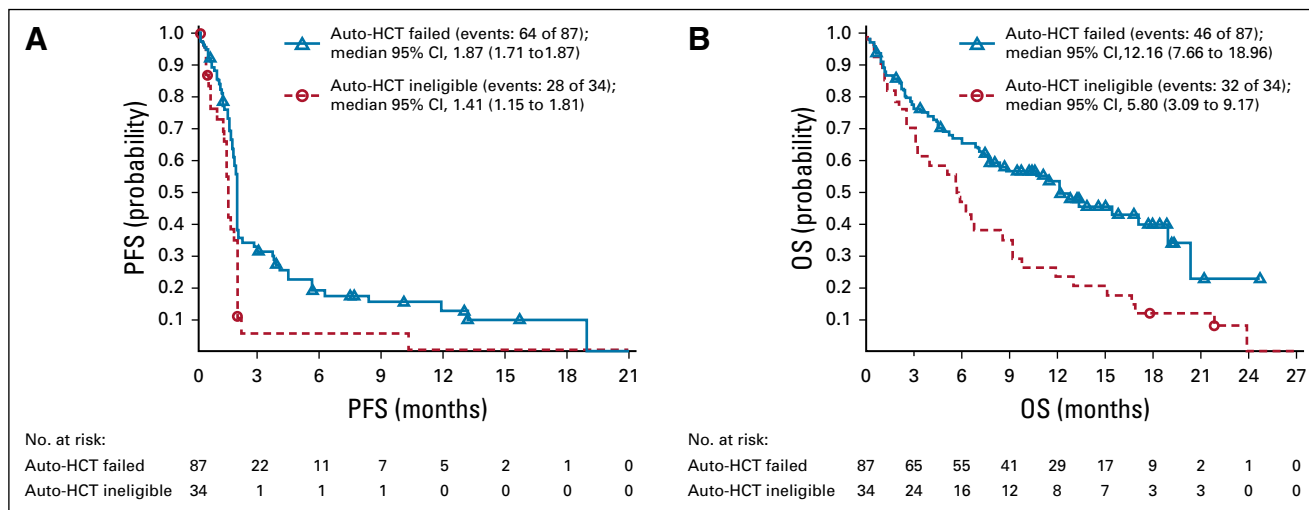 A
PFS (probability)
1.0
0.9
0.8
0.7
0.6
0.5
0.4
0.3
0.2
0.1
Auto-HCT failed (events: 64 of 87);
median 95% CI, 1.87 (1.71 to1.87)
Auto-HCT ineligible (events: 28 of 34);
median 95% CI, 1.41 (1.15 to 1.81)
0 3 6 9 12 15 18 21
PFS (months)
No. at risk:
Auto-HCT failed 87 22 11 7 5 2 1 0
Auto-HCT ineligible 34 1 1 1 0 0 0 0
B
OS (probability)
1.0
0.9
0.8
0.7
0.6
0.5
0.4
0.3
0.2
0.1
Auto-HCT failed (events: 46 of 87);
median 95% CI,12.16 (7.66 to 18.96)
Auto-HCT ineligible (events: 32 of 34);
median 95% CI, 5.80 (3.09 to 9.17)
0 3 6 9 12 15 18 21 24 27
OS (months)
No. at risk:
Auto-HCT failed 87 65 55 41 29 17 9 2 1 0
Auto-HCT ineligible 34 24 16 12 8 7 3 3 0 0